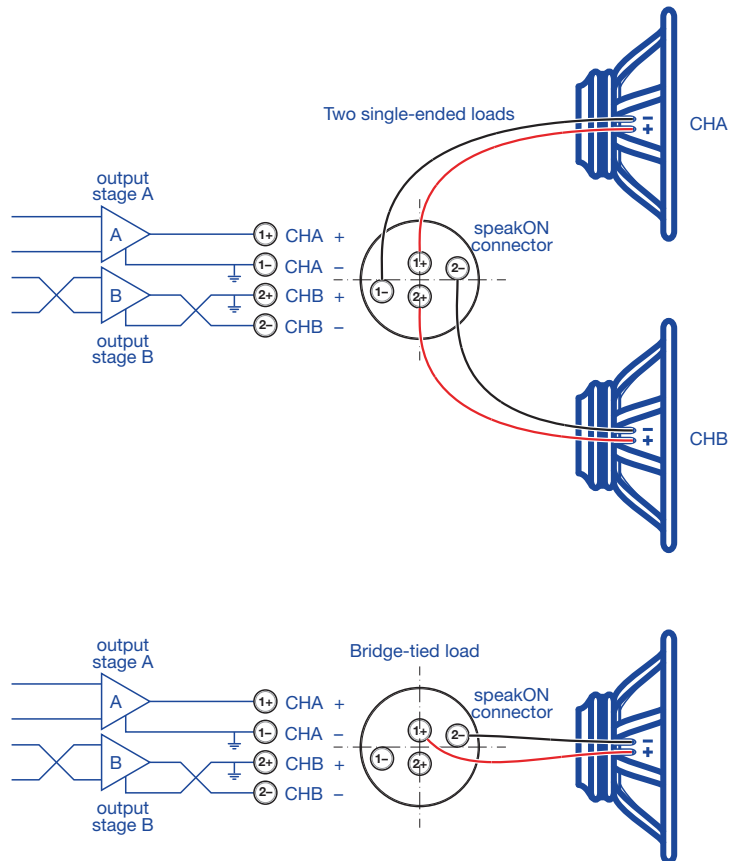 Two single-ended loads
−
+
CHA
output
stage A
A
1+ CHA +
1− CHA −
B
2+ CHB +
2− CHB −
output
stage B
speakON
connector
1+
2−
1−
2+
−
+
CHB
Bridge-tied load
output
stage A
A
1+ CHA +
1− CHA −
B
2+ CHB +
2− CHB −
output
stage B
speakON
connector
1+
2−
1−
2+
−
+